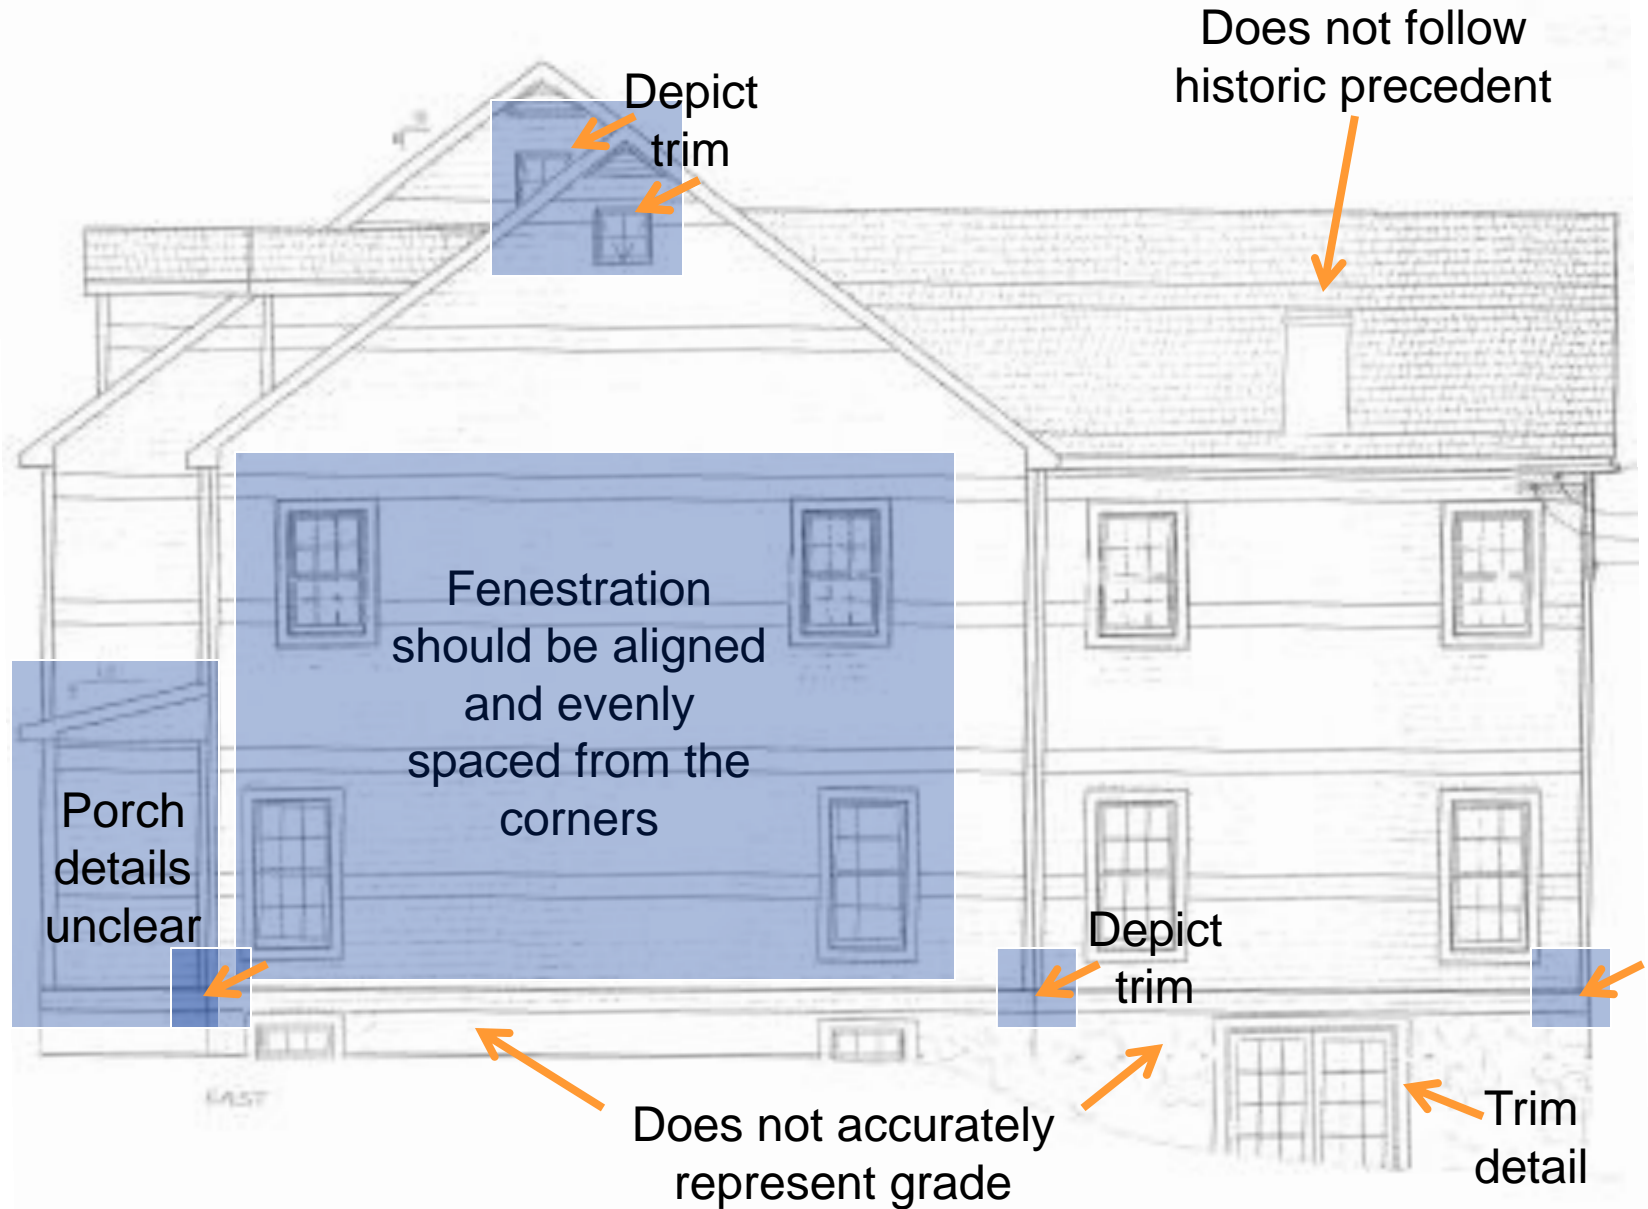 Does not follow
historic precedent
Depict
trim
Fenestration
should be aligned
and evenly
spaced from the
corners
Porch
details
unclear
Depict
trim
EAST
Does not accurately
represent grade
Trim
detail